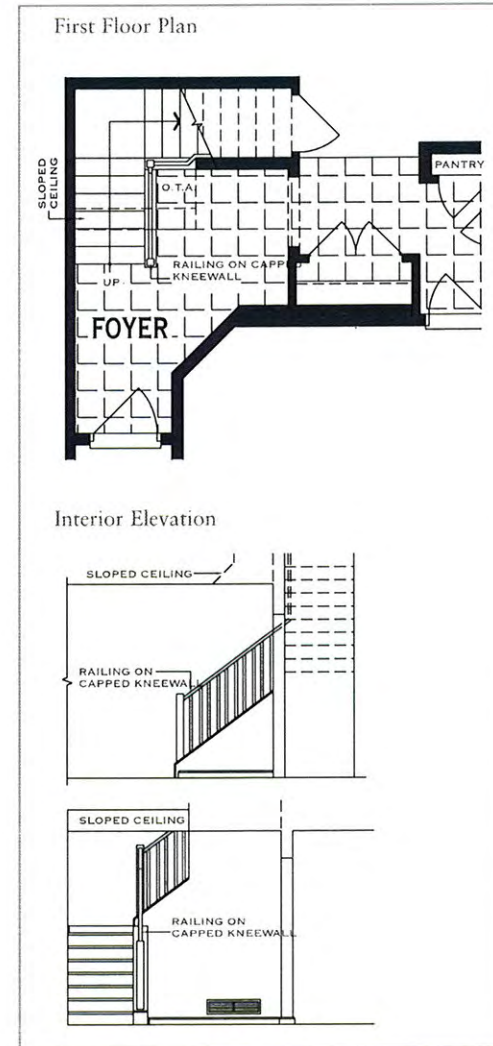 First Floor Plan
SLOPED
CEILING
O.T.A.
PANTRY
UP
RAILING ON CAPPED
KNEEWALL
FOYER
Interior Elevation
SLOPED CEILING
RAILING ON
CAPPED KNEEWALL
SLOPED CEILING
RAILING ON
CAPPED KNEEWALL